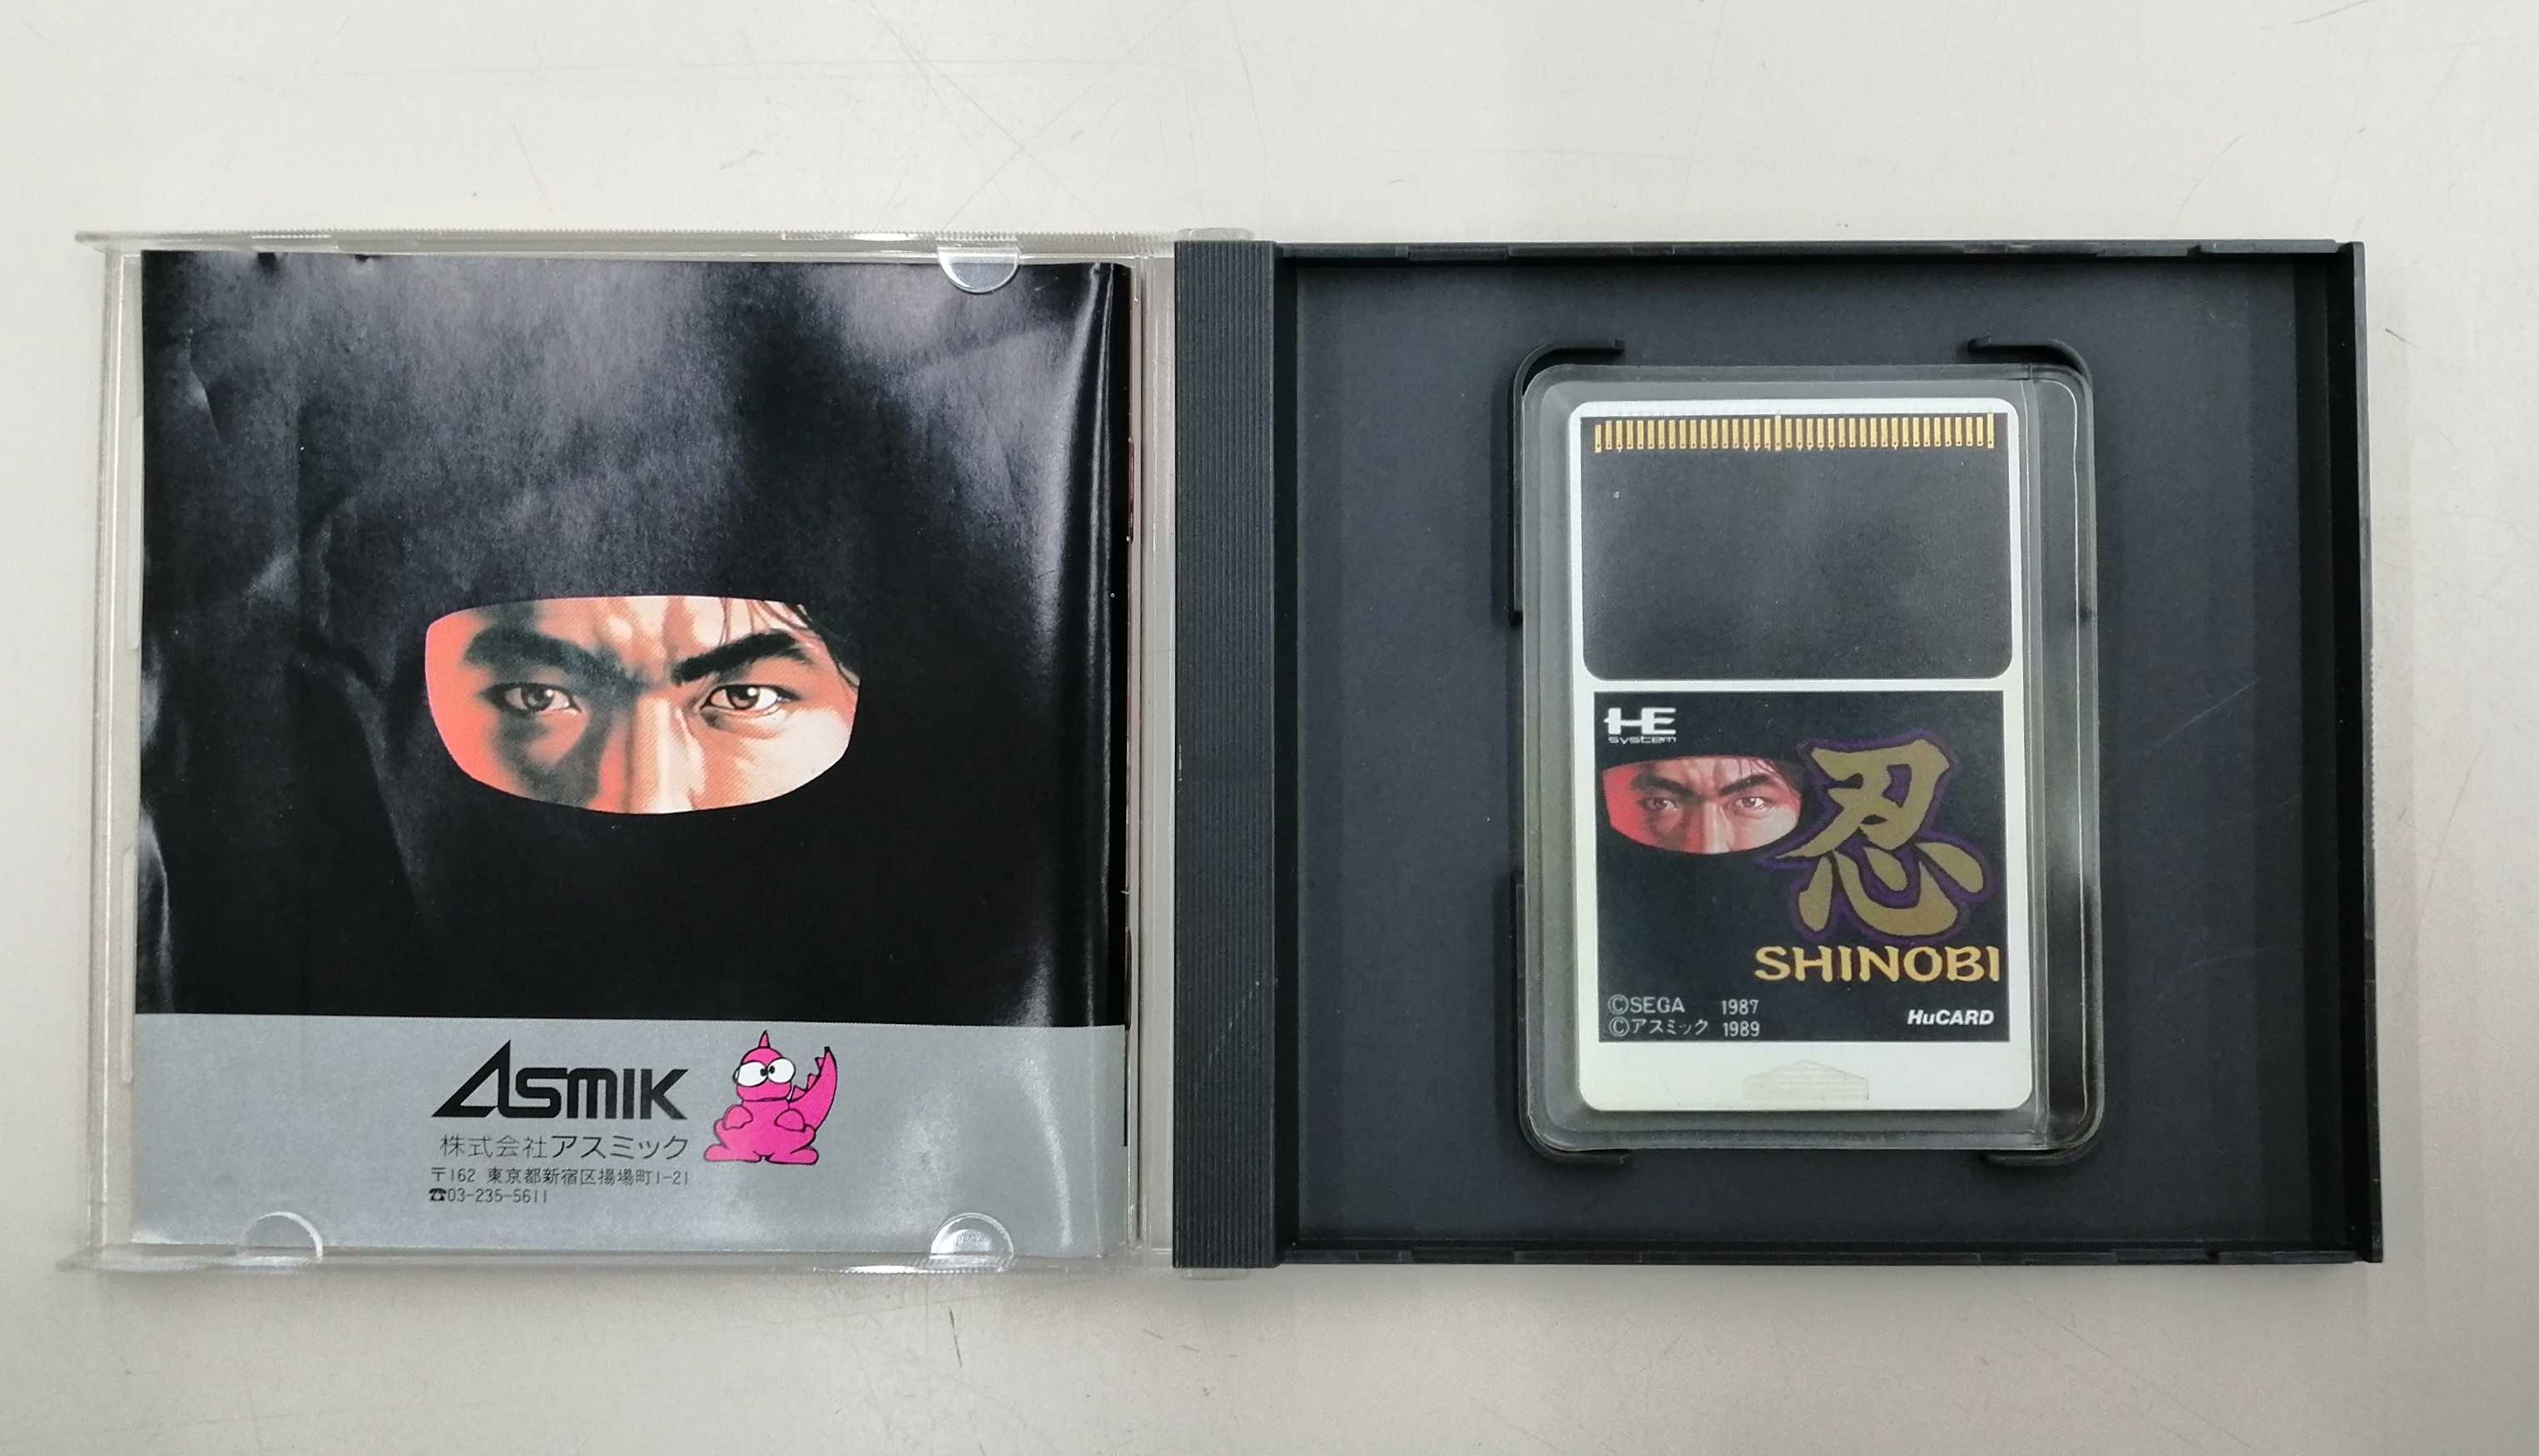 ASMIK
株式会社アスミック
〒162 東京都新宿区揚場町1-21
☎03-235-5611
HE
system
忍
SHINOBI
©SEGA 1987
©アスミック 1989
HuCARD